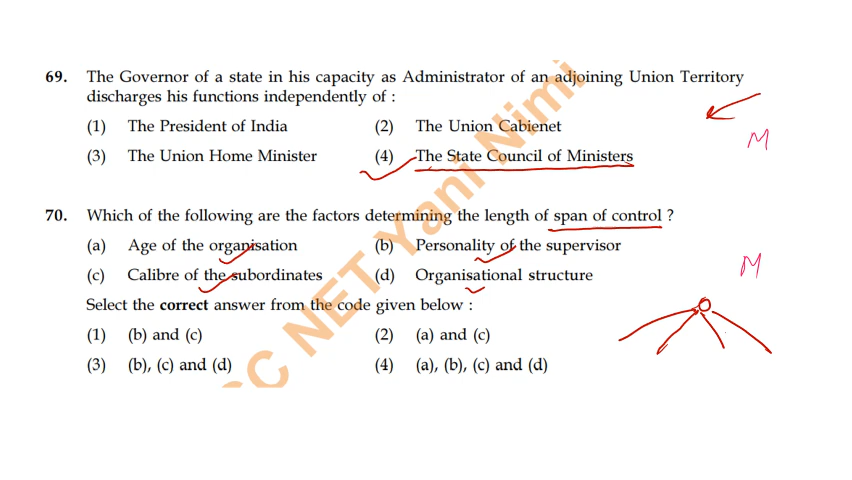 69. The Governor of a state in his capacity as Administrator of an adjoining Union Territory
discharges his functions independently of :
(1) The President of India (2) The Union Cabienet
(3) The Union Home Minister (4) The State Council of Ministers
M
70. Which of the following are the factors determining the length of span of control ?
(a) Age of the organisation (b) Personality of the supervisor
(c) Calibre of the subordinates (d) Organisational structure
M
Select the correct answer from the code given below :
(1) (b) and (c) (2) (a) and (c)
(3) (b), (c) and (d) (4) (a), (b), (c) and (d)
GC NET Yani Nimi